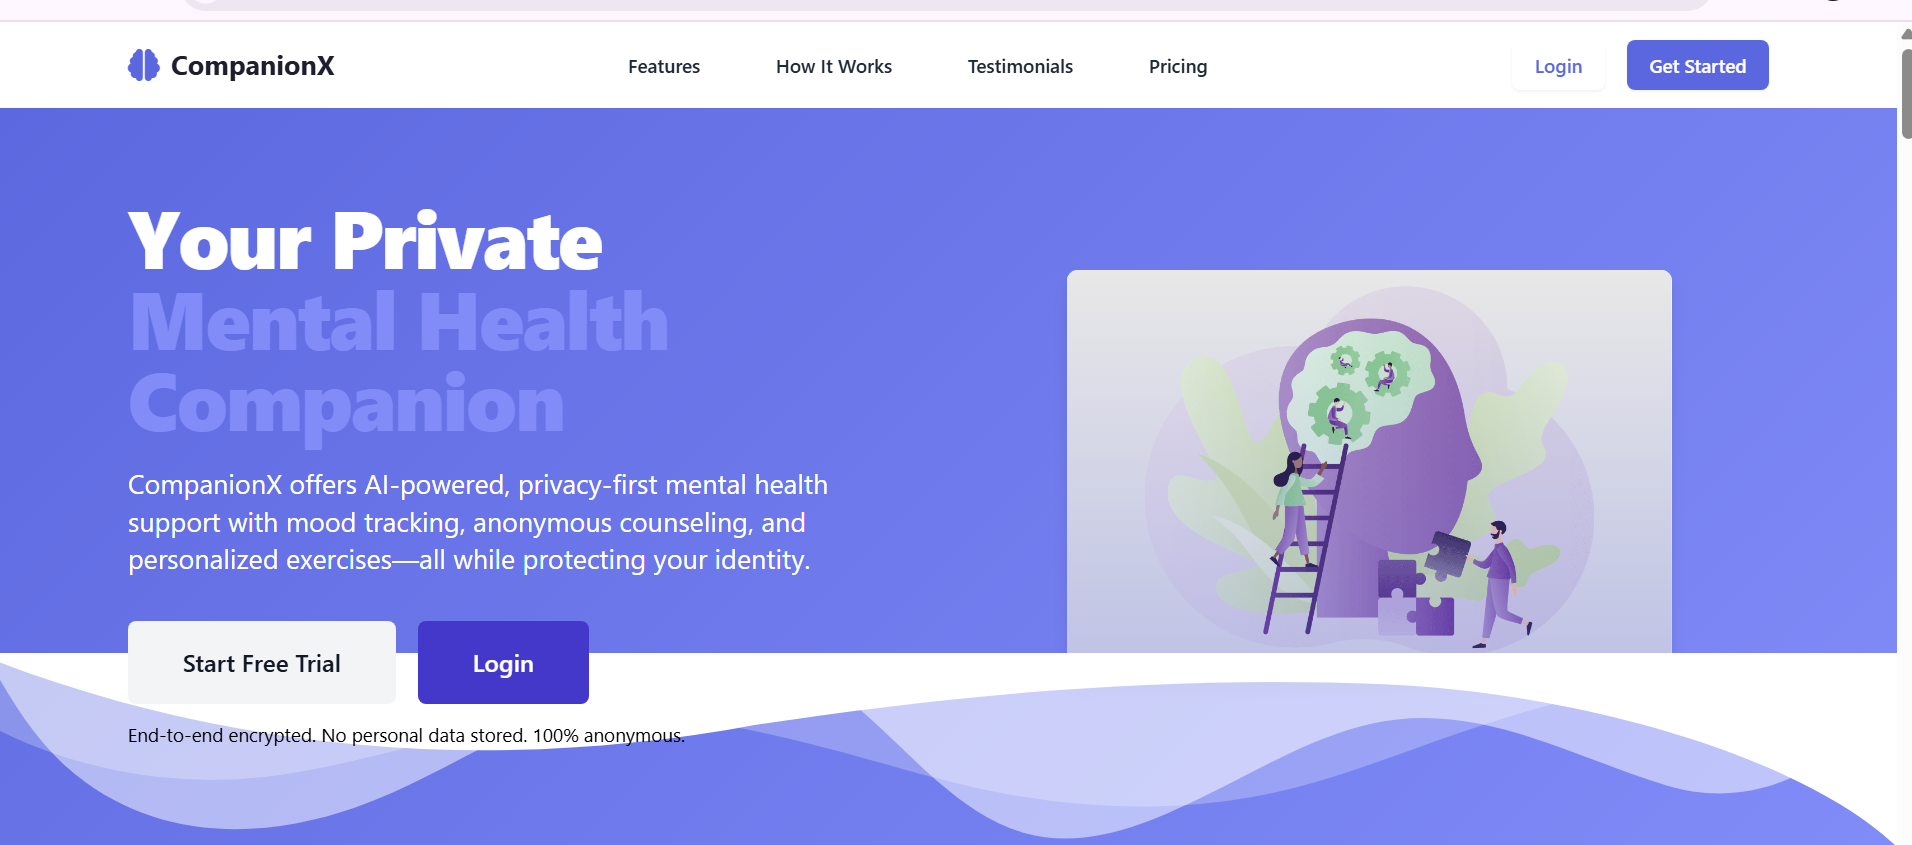 CompanionX
Features
How It Works
Testimonials
Pricing
Login
Get Started
Your Private
Mental Health
Companion
CompanionX offers AI-powered, privacy-first mental health
support with mood tracking, anonymous counseling, and
personalized exercises—all while protecting your identity.
Start Free Trial
Login
End-to-end encrypted. No personal data stored. 100% anonymous.